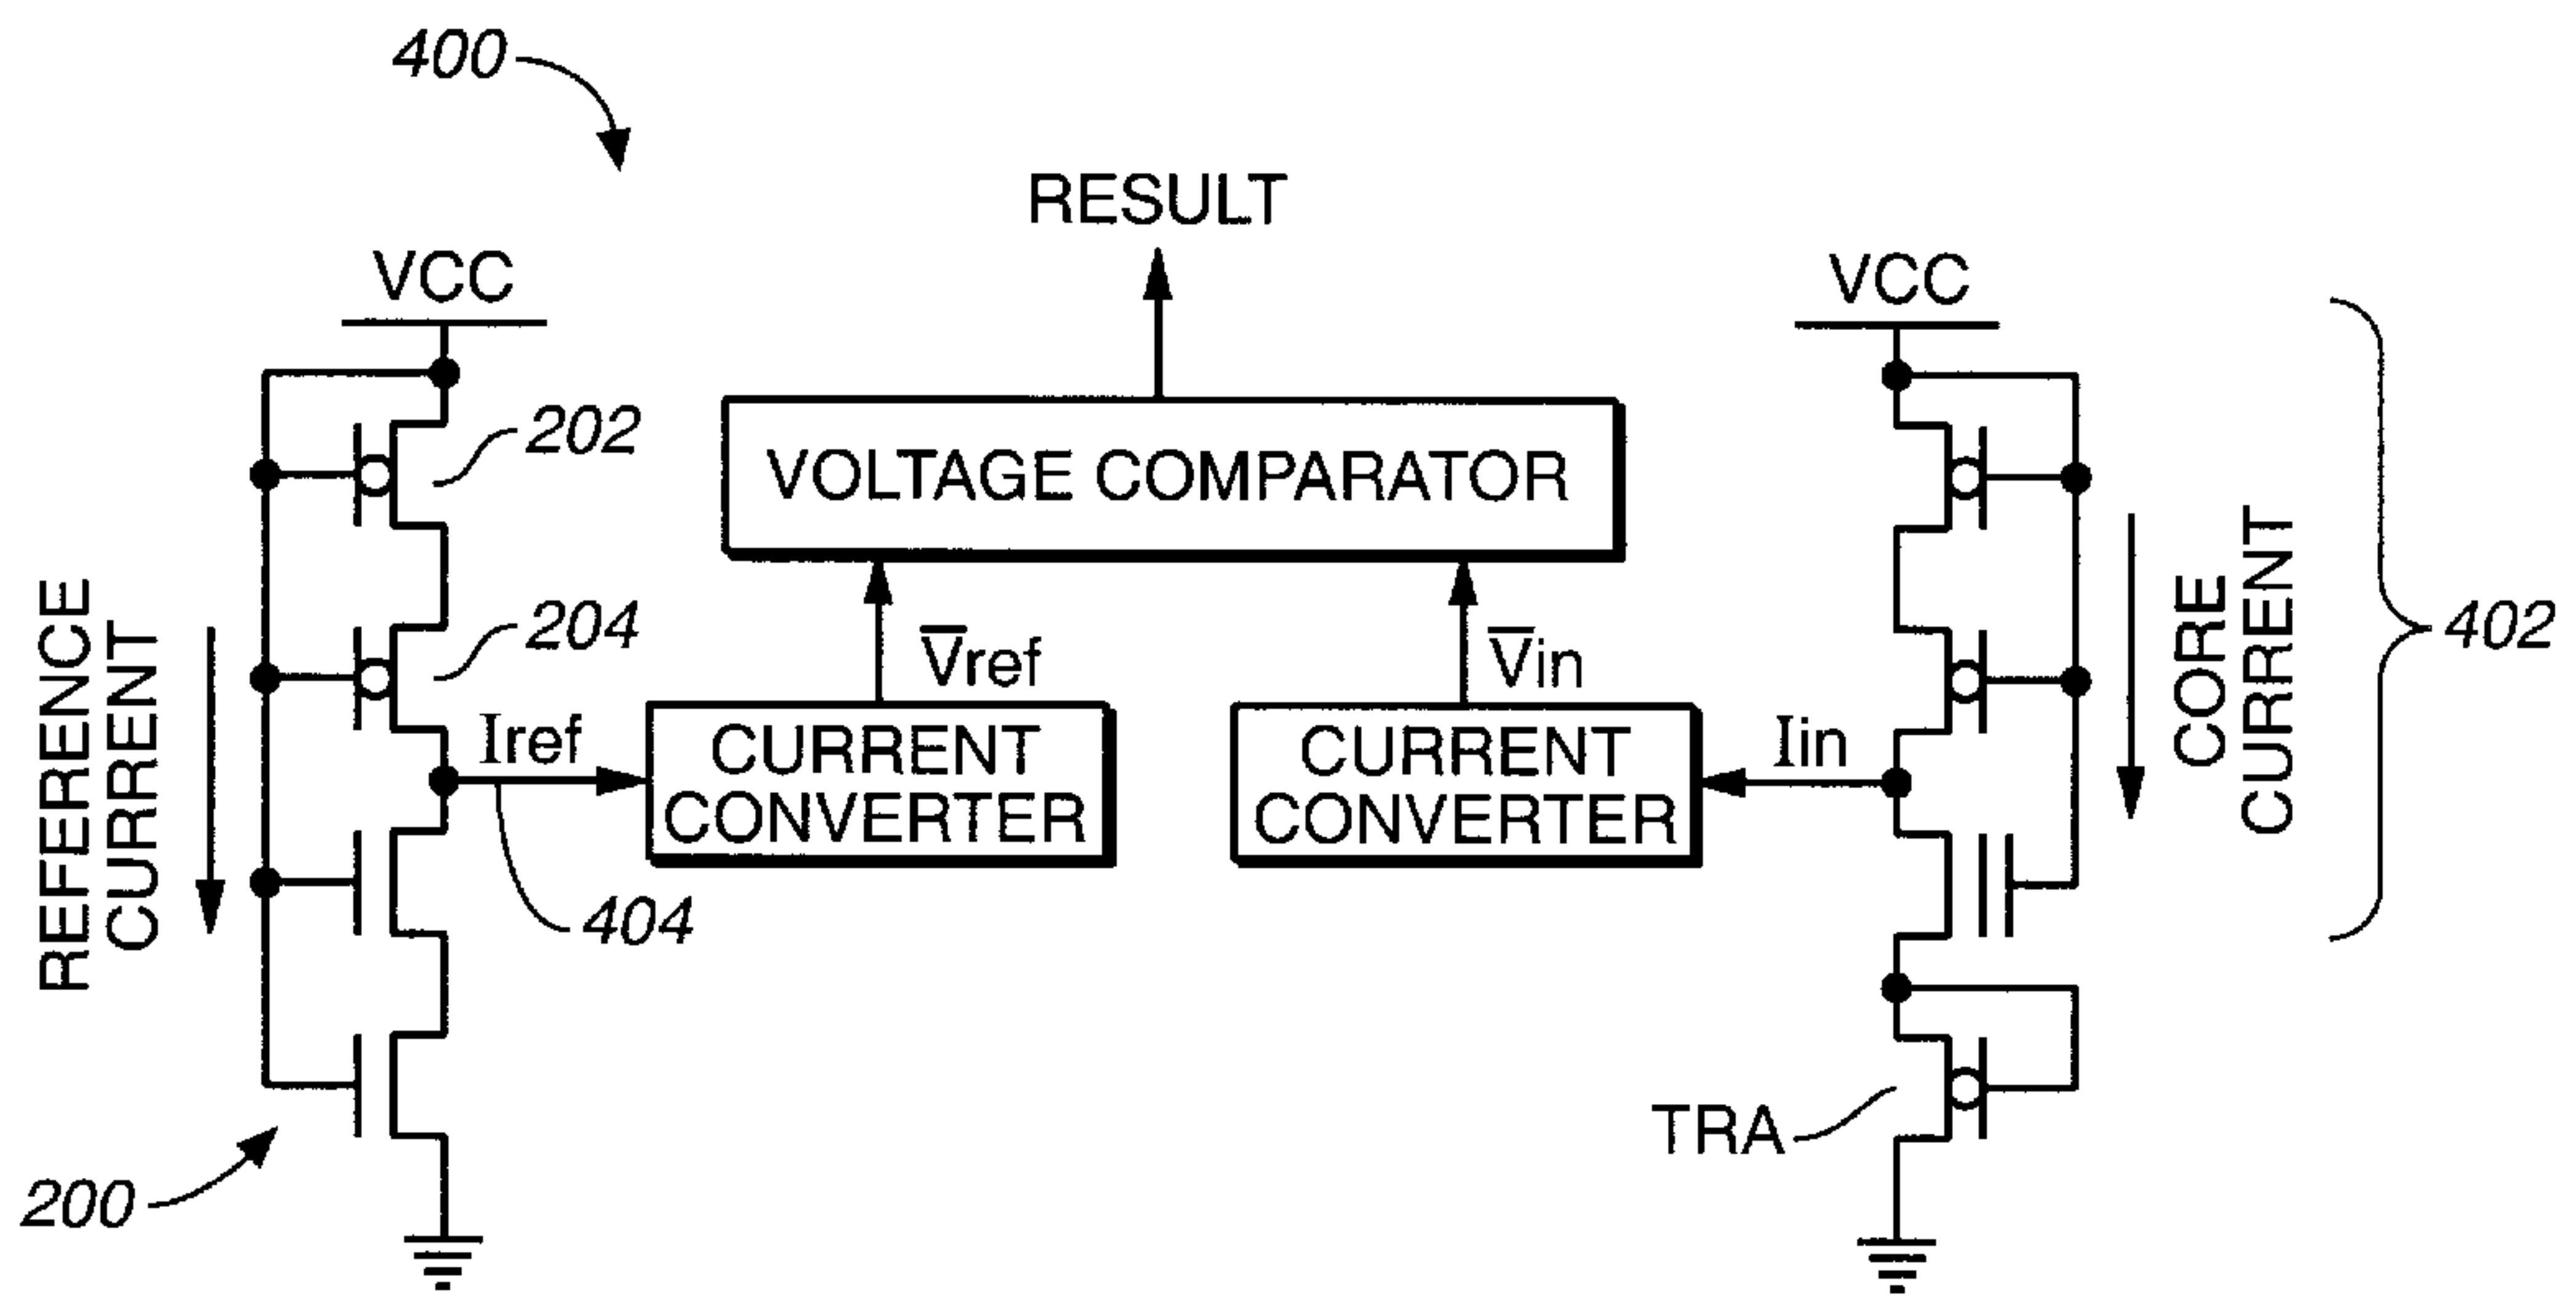 400
RESULT
VCC
VCC
202
VOLTAGE COMPARATOR
204
V̅ref
V̅in
REFERENCE
CURRENT
Iref
CURRENT
CONVERTER
CURRENT
CONVERTER
Iin
CORE
CURRENT
402
404
TRA
200